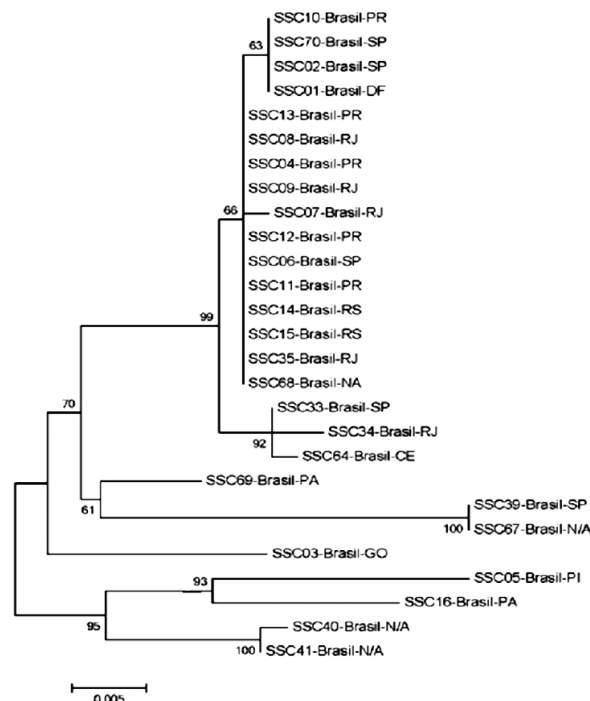 SSC10-Brasil-PR
63
SSC70-Brasil-SP
SSC02-Brasil-SP
SSC01-Brasil-DF
SSC13-Brasil-PR
SSC08-Brasil-RJ
SSC04-Brasil-PR
SSC09-Brasil-RJ
66
SSC07-Brasil-RJ
SSC12-Brasil-PR
SSC06-Brasil-SP
SSC11-Brasil-PR
SSC14-Brasil-RS
99
SSC15-Brasil-RS
SSC35-Brasil-RJ
SSC68-Brasil-NA
70
SSC33-Brasil-SP
SSC34-Brasil-RJ
92
SSC64-Brasil-CE
SSC69-Brasil-PA
61
SSC39-Brasil-SP
100
SSC67-Brasil-N/A
SSC03-Brasil-GO
93
SSC05-Brasil-PI
SSC16-Brasil-PA
95
SSC40-Brasil-N/A
100
SSC41-Brasil-N/A
0.005